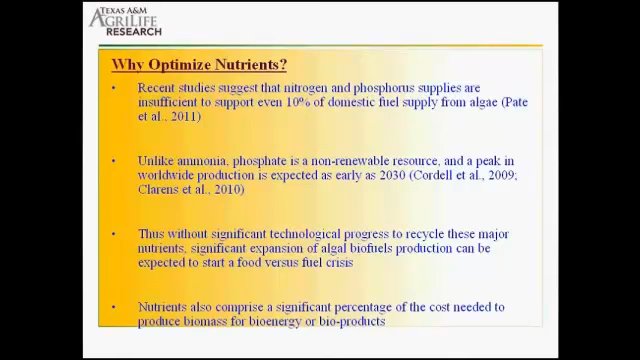 TEXAS A&M
AGRILIFE
RESEARCH
Why Optimize Nutrients?
• Recent studies suggest that nitrogen and phosphorus supplies are
insufficient to support even 10% of domestic fuel supply from algae (Pate
et al., 2011)
• Unlike ammonia, phosphate is a non-renewable resource, and a peak in
worldwide production is expected as early as 2030 (Cordell et al., 2009;
Clarens et al., 2010)
• Thus without significant technological progress to recycle these major
nutrients, significant expansion of algal biofuels production can be
expected to start a food versus fuel crisis
• Nutrients also comprise a significant percentage of the cost needed to
produce biomass for bioenergy or bio-products